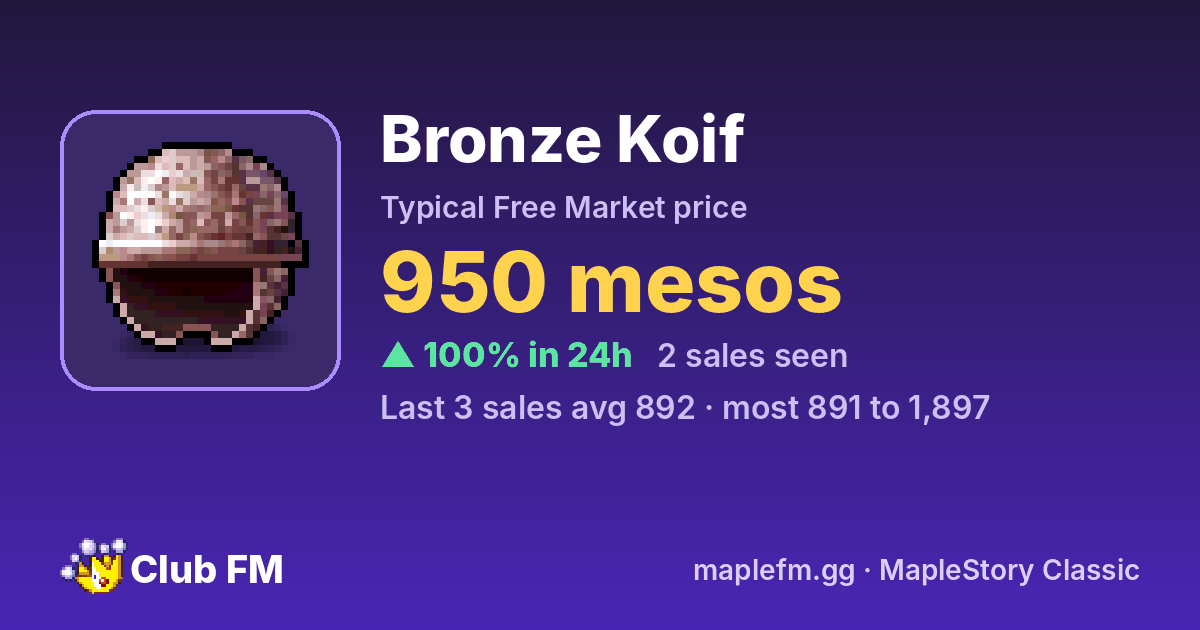 Bronze Koif
Typical Free Market price
950 mesos
▲ 100% in 24h 2 sales seen
Last 3 sales avg 892 · most 891 to 1,897
Club FM
maplefm.gg · MapleStory Classic